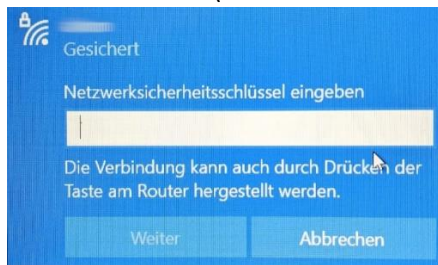 Gesichert
Netzwerksicherheitsschlüssel eingeben
Die Verbindung kann auch durch Drücken der
Taste am Router hergestellt werden.
Weiter
Abbrechen